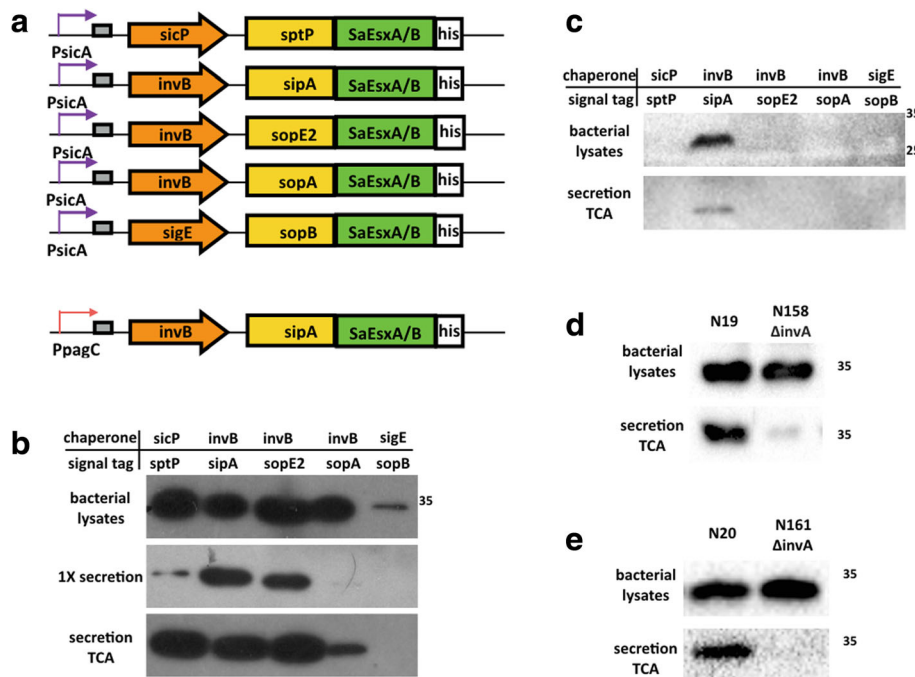 a
sicP sptP SaEsxA/B his
PsicA
invB sipA SaEsxA/B his
PsicA
invB sopE2 SaEsxA/B his
PsicA
invB sopA SaEsxA/B his
PsicA
sigE sopB SaEsxA/B his
PsicA
invB sipA SaEsxA/B his
PpagC
b
chaperone sicP invB invB invB sigE
signal tag sptP sipA sopE2 sopA sopB
bacterial
lysates
35
1X secretion
secretion
TCA
c
chaperone sicP invB invB invB sigE
signal tag sptP sipA sopE2 sopA sopB
35
bacterial
lysates
25
secretion
TCA
d
N19 N158
ΔinvA
bacterial
lysates
35
secretion
TCA
35
e
N20 N161
ΔinvA
bacterial
lysates
35
secretion
TCA
35